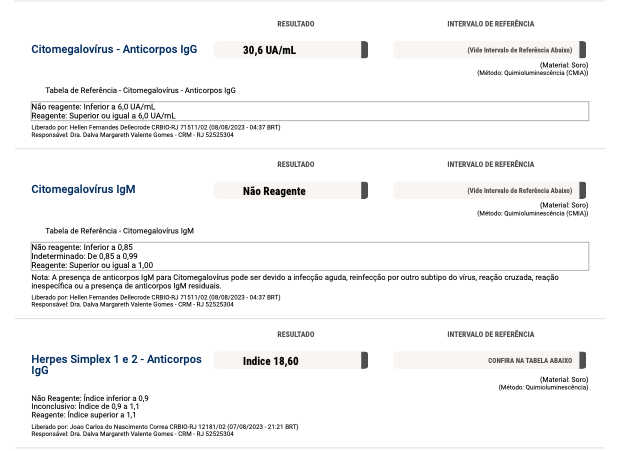 RESULTADO INTERVALO DE REFERÊNCIA
Citomegalovírus - Anticorpos IgG 30,6 UA/mL (Vide Intervalo de Referência Abaixo)
(Material: Soro)
(Método: Quimioluminescência (CMIA))
Tabela de Referência - Citomegalovírus - Anticorpos IgG
Não reagente: Inferior a 6,0 UA/mL
Reagente: Superior ou igual a 6,0 UA/mL
Liberado por: Hellen Fernandes Dellecrode CRBIO-RJ 71511/02 (08/08/2023 - 04:37 BRT)
Responsável: Dra. Dalva Margareth Valente Gomes - CRM - RJ 52525304
RESULTADO INTERVALO DE REFERÊNCIA
Citomegalovírus IgM Não Reagente (Vide Intervalo de Referência Abaixo)
(Material: Soro)
(Método: Quimioluminescência (CMIA))
Tabela de Referência - Citomegalovírus IgM
Não reagente: Inferior a 0,85
Indeterminado: De 0,85 a 0,99
Reagente: Superior ou igual a 1,00
Nota: A presença de anticorpos IgM para Citomegalovírus pode ser devido a infecção aguda, reinfecção por outro subtipo do vírus, reação cruzada, reação
inespecífica ou a presença de anticorpos IgM residuais.
Liberado por: Hellen Fernandes Dellecrode CRBIO-RJ 71511/02 (08/08/2023 - 04:37 BRT)
Responsável: Dra. Dalva Margareth Valente Gomes - CRM - RJ 52525304
RESULTADO INTERVALO DE REFERÊNCIA
Herpes Simplex 1 e 2 - Anticorpos Indice 18,60 CONFIRA NA TABELA ABAIXO
IgG
(Material: Soro)
(Método: Quimioluminescência)
Não Reagente: Índice inferior a 0,9
Inconclusivo: Índice de 0,9 a 1,1
Reagente: Índice superior a 1,1
Liberado por: Joao Carlos do Nascimento Correa CRBIO-RJ 12181/02 (07/08/2023 - 21:21 BRT)
Responsável: Dra. Dalva Margareth Valente Gomes - CRM - RJ 52525304